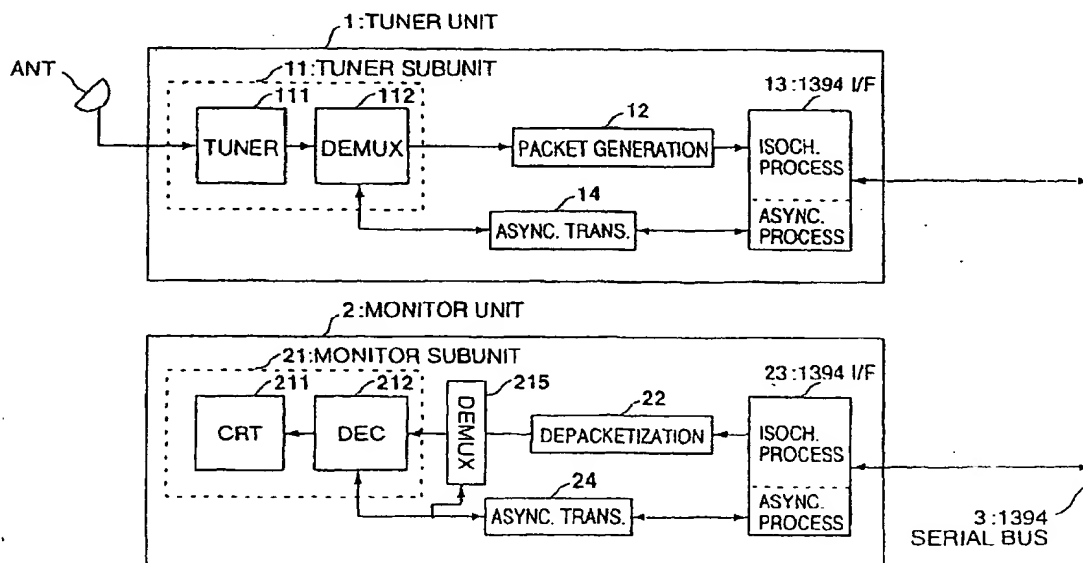 1:TUNER UNIT
ANT
11:TUNER SUBUNIT
111
112
TUNER
DEMUX
12
PACKET GENERATION
13:1394 I/F
ISOCH.
PROCESS
ASYNC.
PROCESS
14
ASYNC. TRANS.
2:MONITOR UNIT
21:MONITOR SUBUNIT
211
212
CRT
DEC
215
DEMUX
22
DEPACKETIZATION
23:1394 I/F
ISOCH.
PROCESS
ASYNC.
PROCESS
24
ASYNC. TRANS.
3:1394
SERIAL BUS